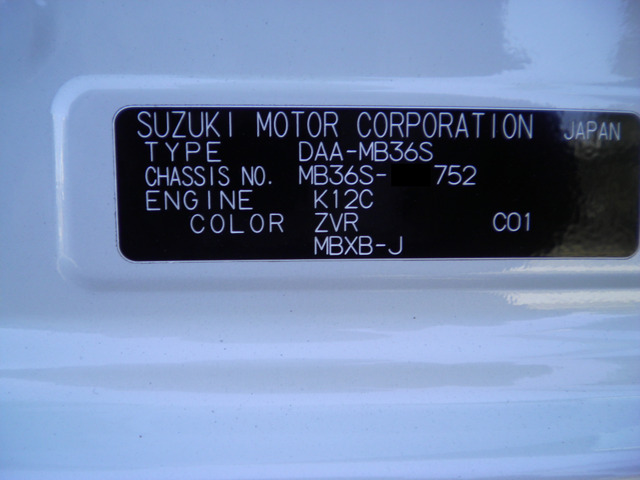 SUZUKI MOTOR CORPORATION JAPAN
TYPE DAA-MB36S
CHASSIS NO. MB36S- 752
ENGINE K12C
COLOR ZVR C01
MBXB-J